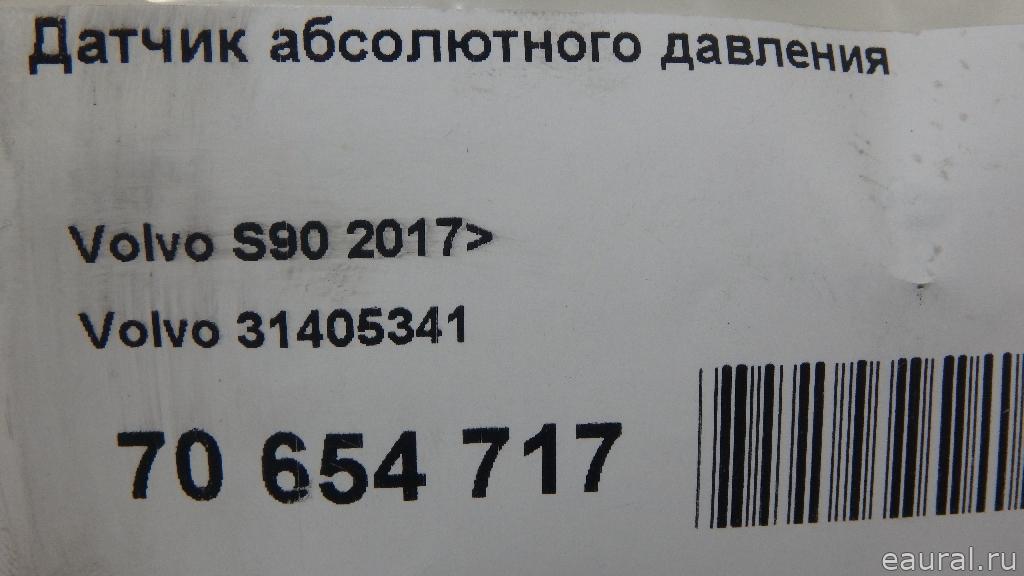 Датчик абсолютного давления
Volvo S90 2017>
Volvo 31405341
70 654 717
eaural.ru